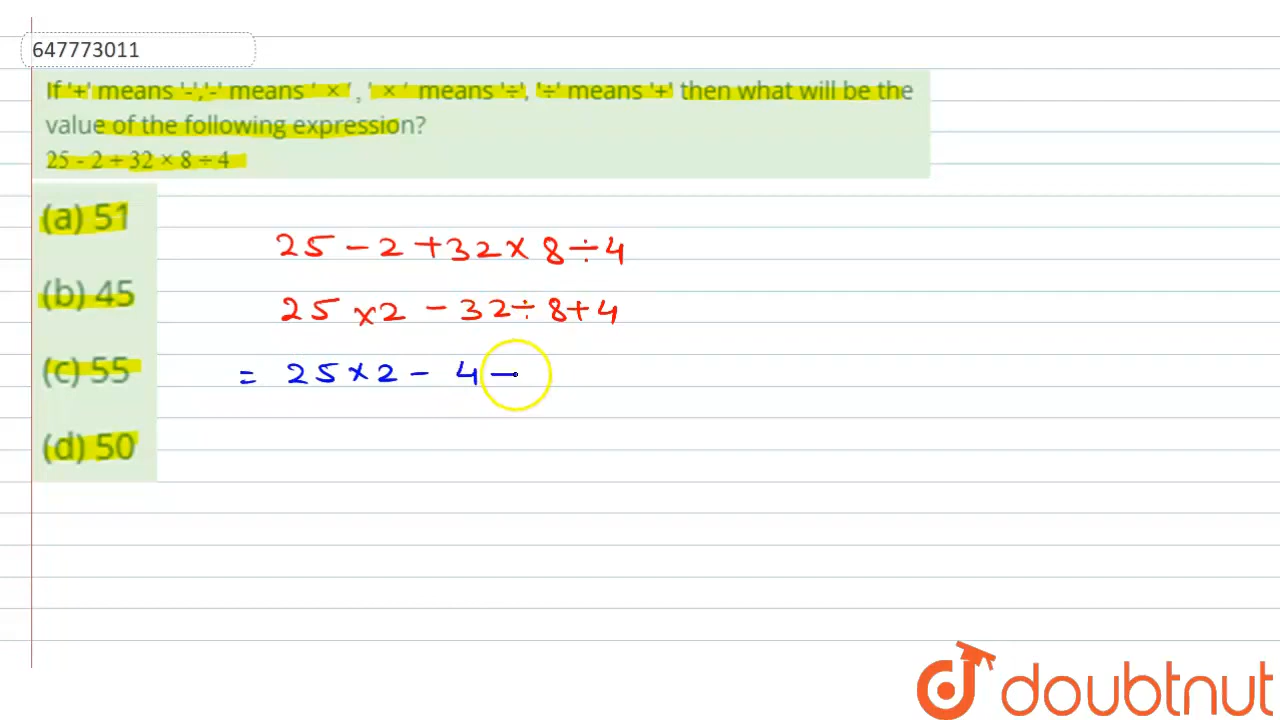 647773011
If '+' means '-','-' means ' × ' , ' × ' means '÷', '÷' means '+' then what will be the
value of the following expression?
25 - 2 + 32 × 8 ÷ 4
(a) 51
25 - 2 + 32 × 8 ÷ 4
(b) 45
25 × 2 - 32 ÷ 8 + 4
(c) 55
= 25 × 2 - 4 -
(d) 50
doubtnut